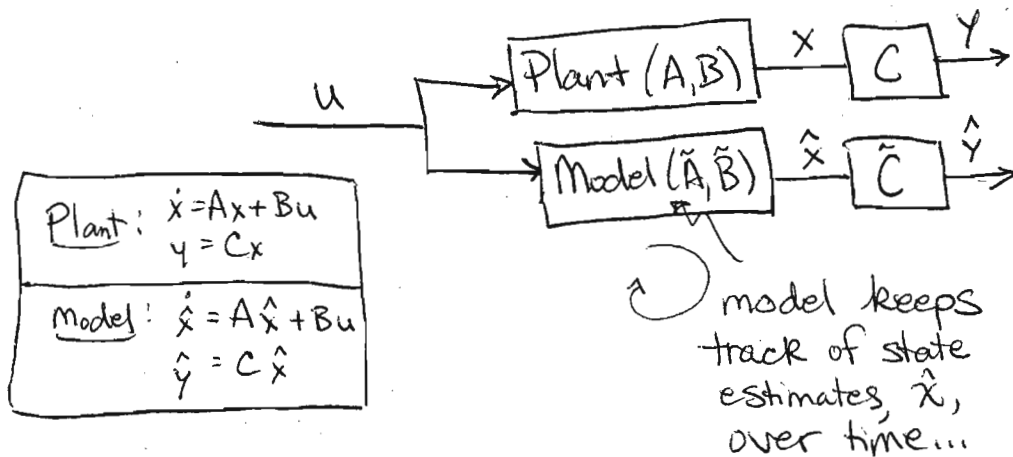 u
Plant (A,B)
x
C
y
Model (Ã,B̃)
x̂
C̃
ŷ
Plant: ẋ = Ax + Bu
y = Cx
Model: x̂̇ = Ax̂ + Bu
ŷ = Cx̂
model keeps
track of state
estimates, x̂,
over time...